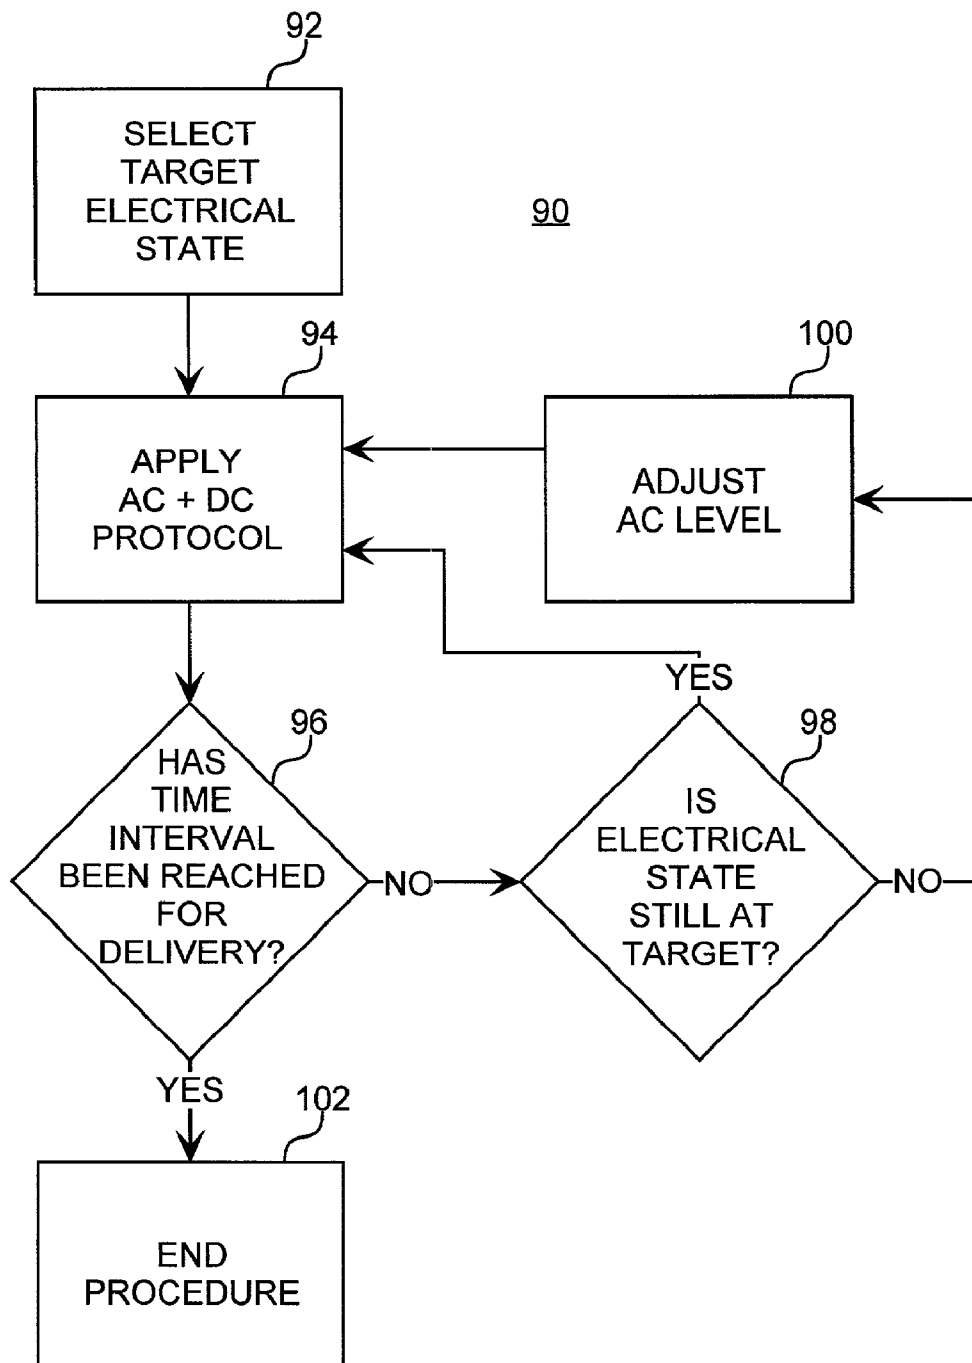 92
SELECT
TARGET
ELECTRICAL
STATE
90
94
APPLY
AC + DC
PROTOCOL
100
ADJUST
AC LEVEL
96
HAS
TIME
INTERVAL
BEEN REACHED
FOR
DELIVERY?
NO
YES
98
IS
ELECTRICAL
STATE
STILL AT
TARGET?
NO
YES
102
END
PROCEDURE